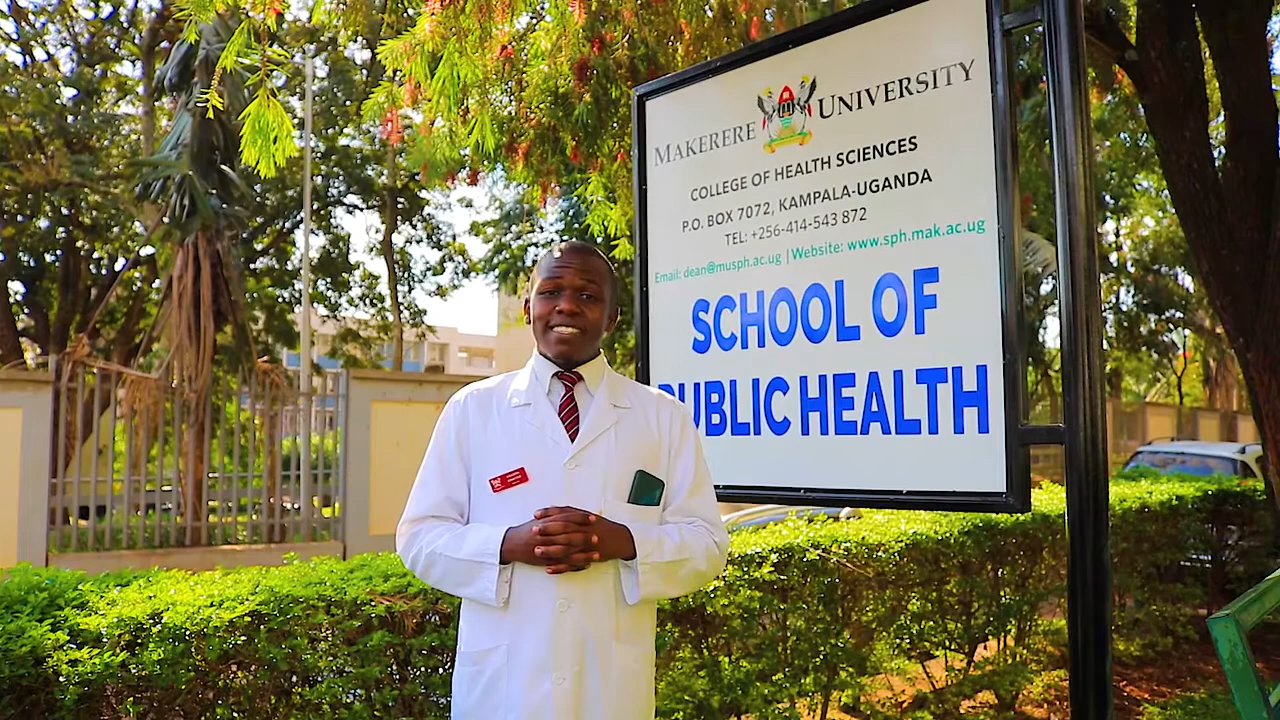 MAKERERE UNIVERSITY
COLLEGE OF HEALTH SCIENCES
P.O. BOX 7072, KAMPALA-UGANDA
TEL: +256-414-543 872
Email: dean@musph.ac.ug | Website: www.sph.mak.ac.ug
SCHOOL OF
PUBLIC HEALTH